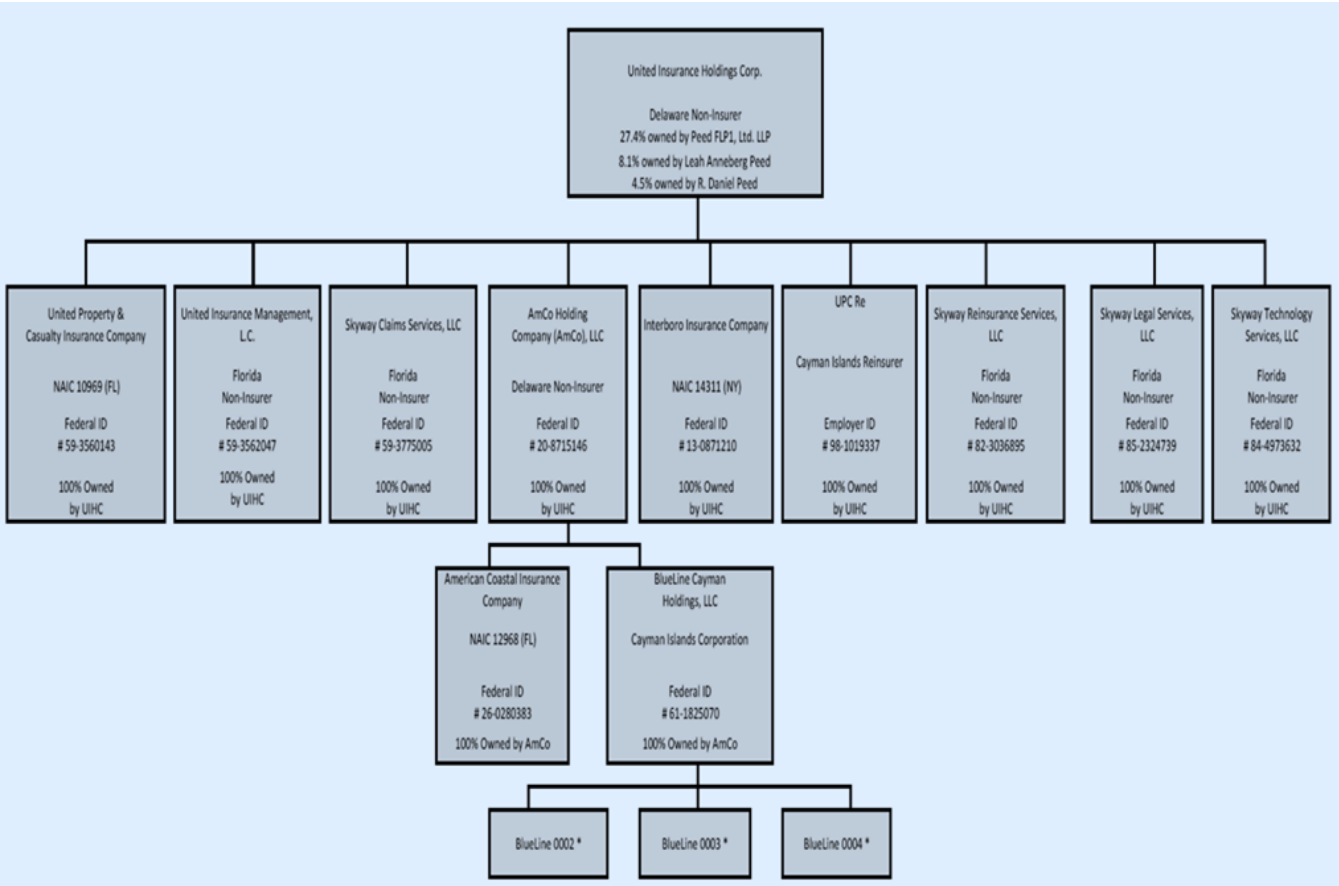 United Insurance Holdings Corp.
Delaware Non-Insurer
27.4% owned by Peed FLP1, Ltd. LLP
8.1% owned by Leah Anneberg Peed
4.5% owned by R. Daniel Peed
United Property &
Casualty Insurance Company
NAIC 10969 (FL)
Federal ID
# 59-3560143
100% Owned
by UIHC
United Insurance Management,
L.C.
Florida
Non-Insurer
Federal ID
# 59-3562047
100% Owned
by UIHC
Skyway Claims Services, LLC
Florida
Non-Insurer
Federal ID
# 59-3775005
100% Owned
by UIHC
AmCo Holding
Company (AmCo), LLC
Delaware Non-Insurer
Federal ID
# 20-8715146
100% Owned
by UIHC
Interboro Insurance Company
NAIC 14311 (NY)
Federal ID
# 13-0871210
100% Owned
by UIHC
UPC Re
Cayman Islands Reinsurer
Employer ID
# 98-1019337
100% Owned
by UIHC
Skyway Reinsurance Services,
LLC
Florida
Non-Insurer
Federal ID
# 82-3036895
100% Owned
by UIHC
Skyway Legal Services,
LLC
Florida
Non-Insurer
Federal ID
# 85-2324739
100% Owned
by UIHC
Skyway Technology
Services, LLC
Florida
Non-Insurer
Federal ID
# 84-4973632
100% Owned
by UIHC
American Coastal Insurance
Company
NAIC 12968 (FL)
Federal ID
# 26-0280383
100% Owned by AmCo
BlueLine Cayman
Holdings, LLC
Cayman Islands Corporation
Federal ID
# 61-1825070
100% Owned by AmCo
BlueLine 0002 *
BlueLine 0003 *
BlueLine 0004 *